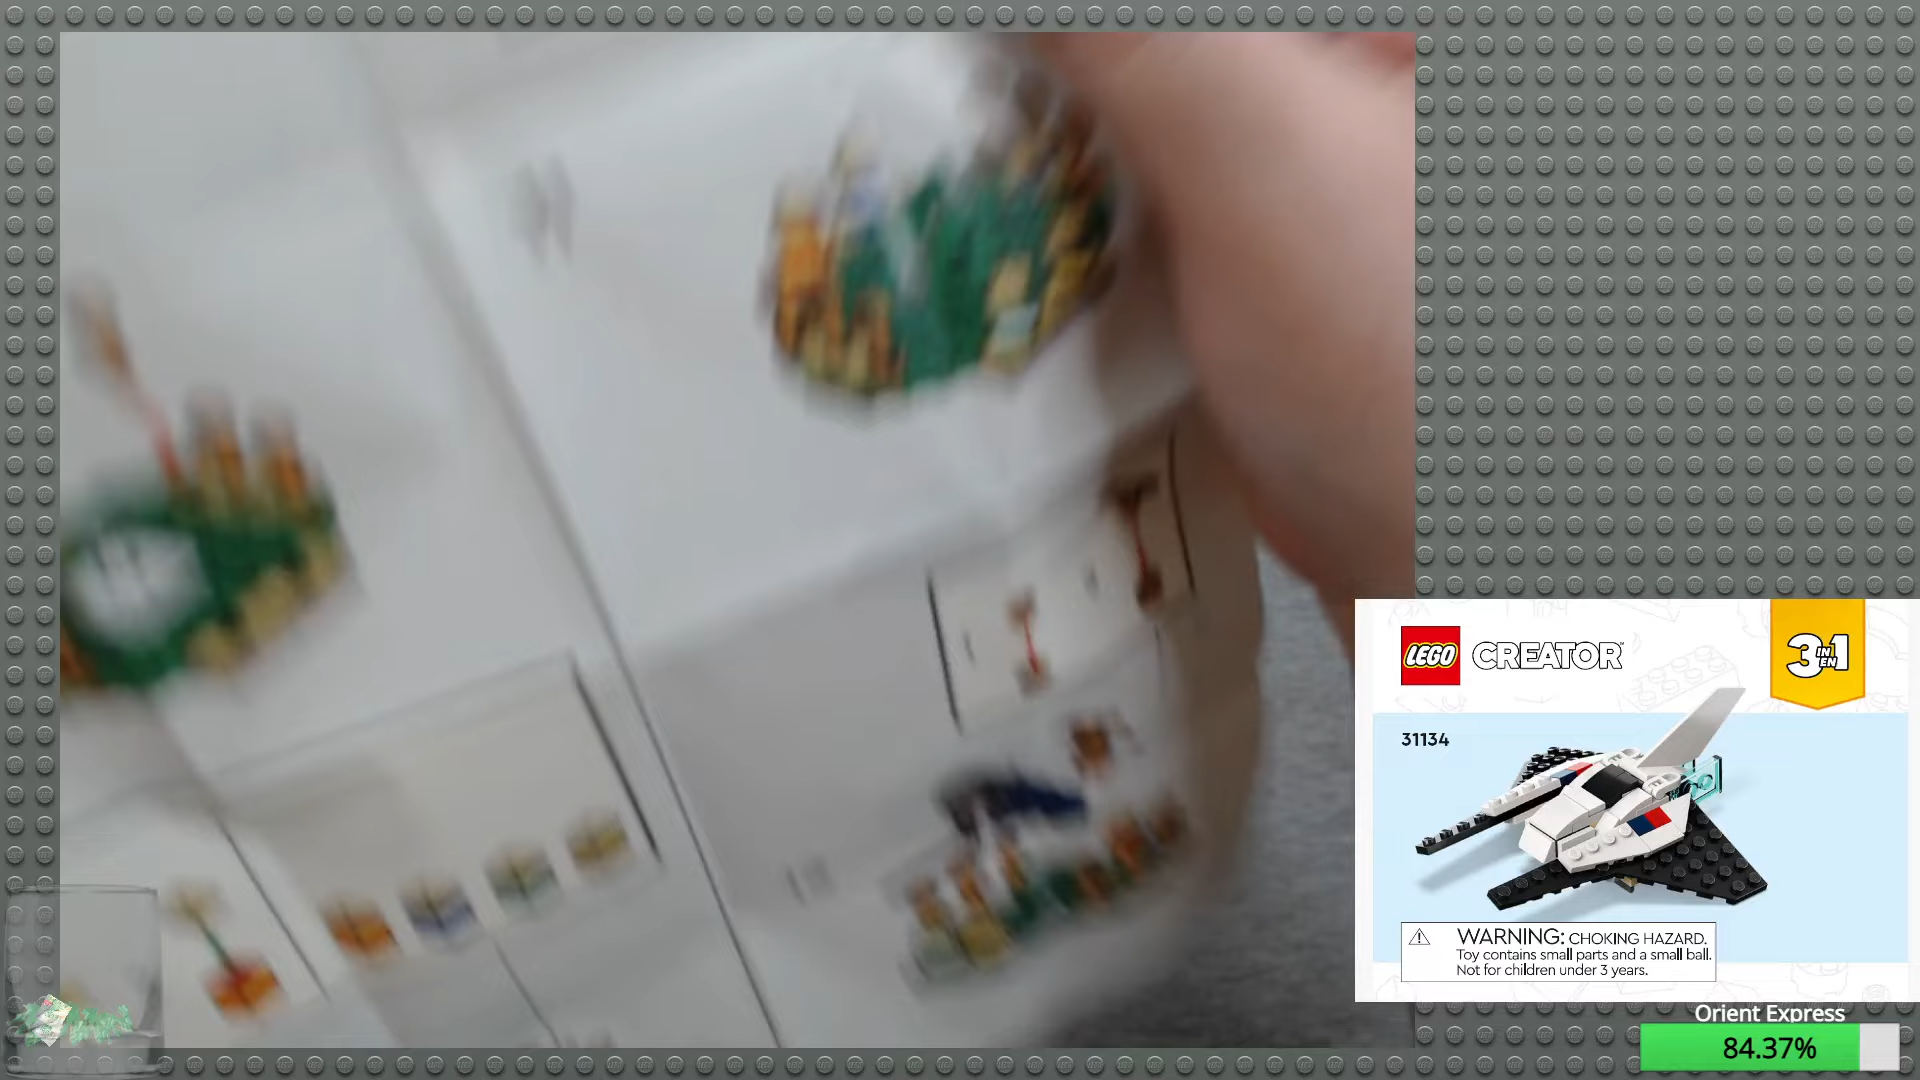 LEGO CREATOR
3 IN EN 1
31134
WARNING: CHOKING HAZARD.
Toy contains small parts and a small ball.
Not for children under 3 years.
Orient Express
84.37%